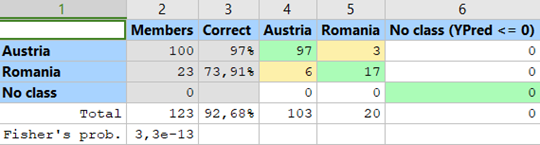 1 2 3 4 5 6
Members Correct Austria Romania No class (YPred <= 0)
Austria 100 97% 97 3 0
Romania 23 73,91% 6 17 0
No class 0 0 0 0
Total 123 92,68% 103 20 0
Fisher's prob. 3,3e-13